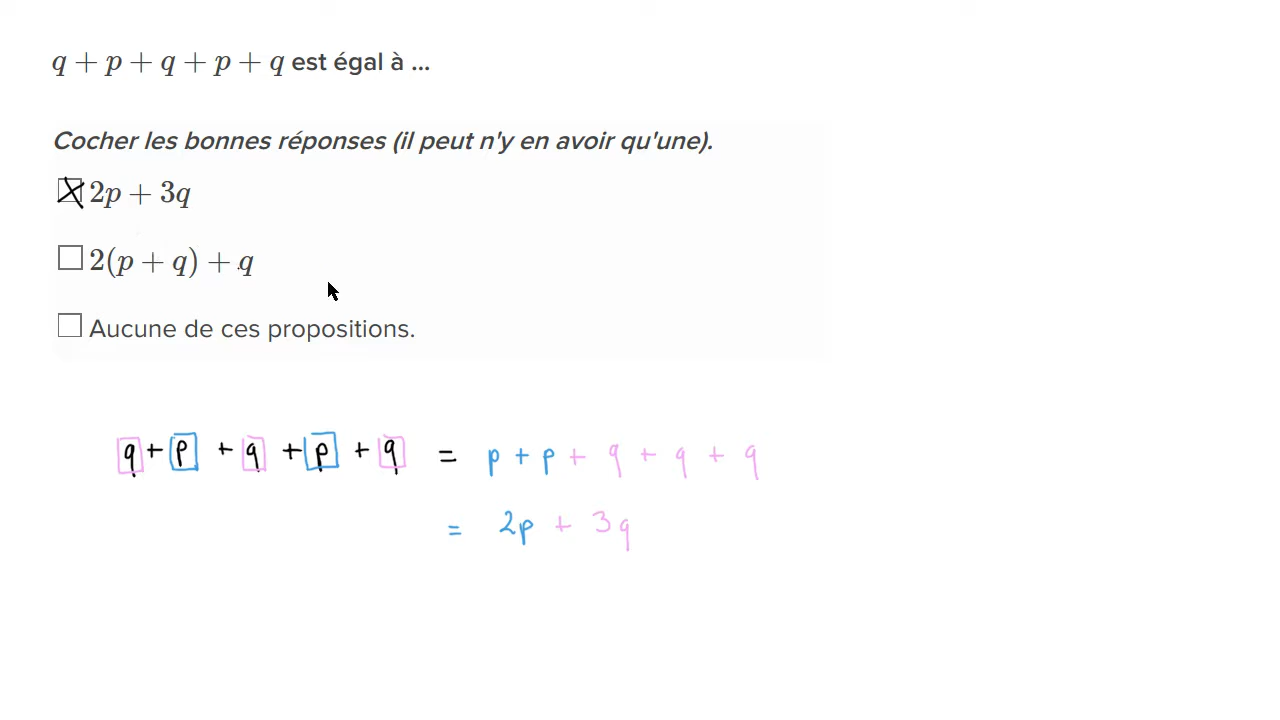 q + p + q + p + q est égal à ...
Cocher les bonnes réponses (il peut n'y en avoir qu'une).
2p + 3q
2(p + q) + q
Aucune de ces propositions.
q + p + q + p + q = p + p + q + q + q
= 2p + 3q